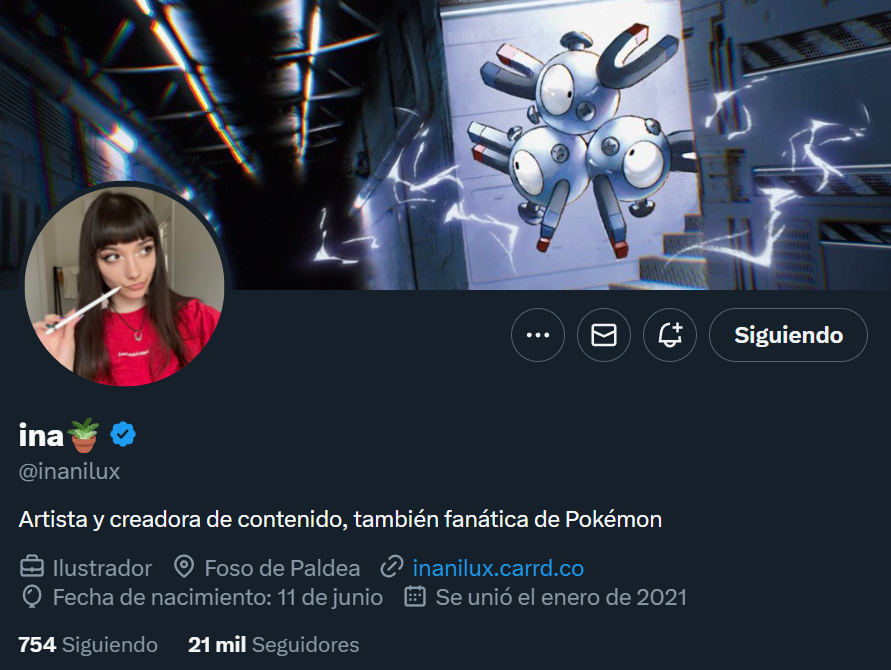 Siguiendo
ina🪴
@inanilux
Artista y creadora de contenido, también fanática de Pokémon
Ilustrador Foso de Paldea inanilux.carrd.co
Fecha de nacimiento: 11 de junio Se unió el enero de 2021
754 Siguiendo 21 mil Seguidores